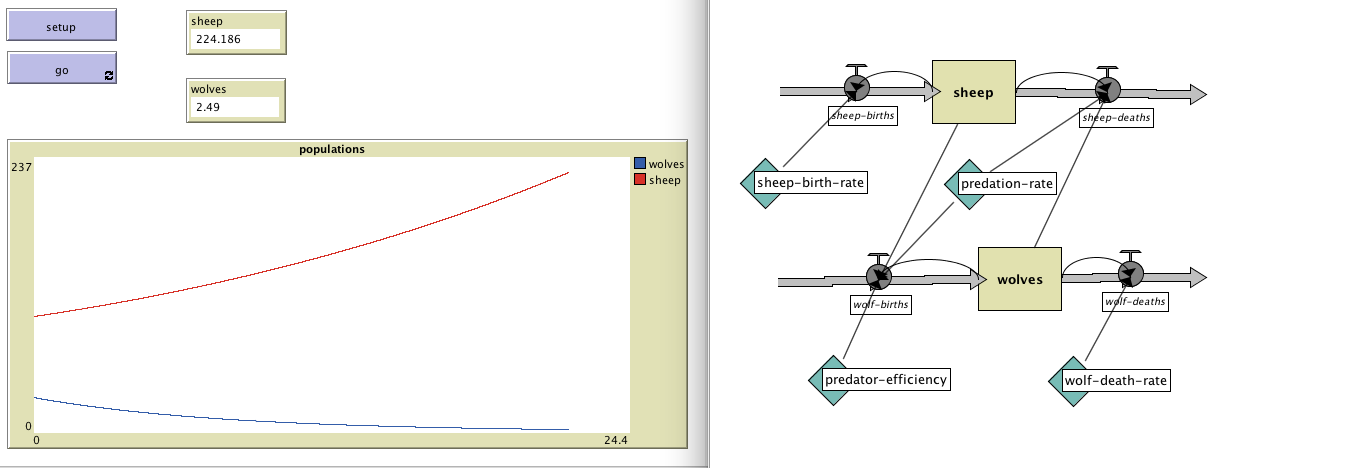 setup
go
sheep
224.186
wolves
2.49
populations
237
0
0
24.4
wolves
sheep
sheep
sheep-births
sheep-deaths
sheep-birth-rate
predation-rate
wolves
wolf-births
wolf-deaths
predator-efficiency
wolf-death-rate